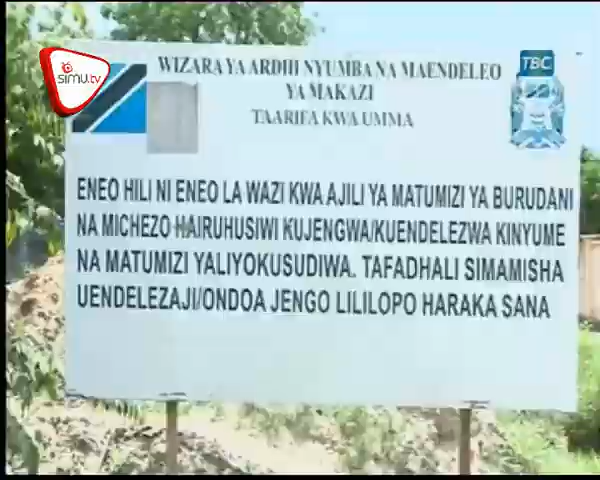 simu.tv
TBC
WIZARA YA ARDHI NYUMBA NA MAENDELEO
YA MAKAZI
TAARIFA KWA UMMA
ENEO HILI NI ENEO LA WAZI KWA AJILI YA MATUMIZI YA BURUDANI
NA MICHEZO HAIRUHUSIWI KUJENGWA/KUENDELEZWA KINYUME
NA MATUMIZI YALIYOKUSUDIWA. TAFADHALI SIMAMISHA
UENDELEZAJI/ONDOA JENGO LILILOPO HARAKA SANA